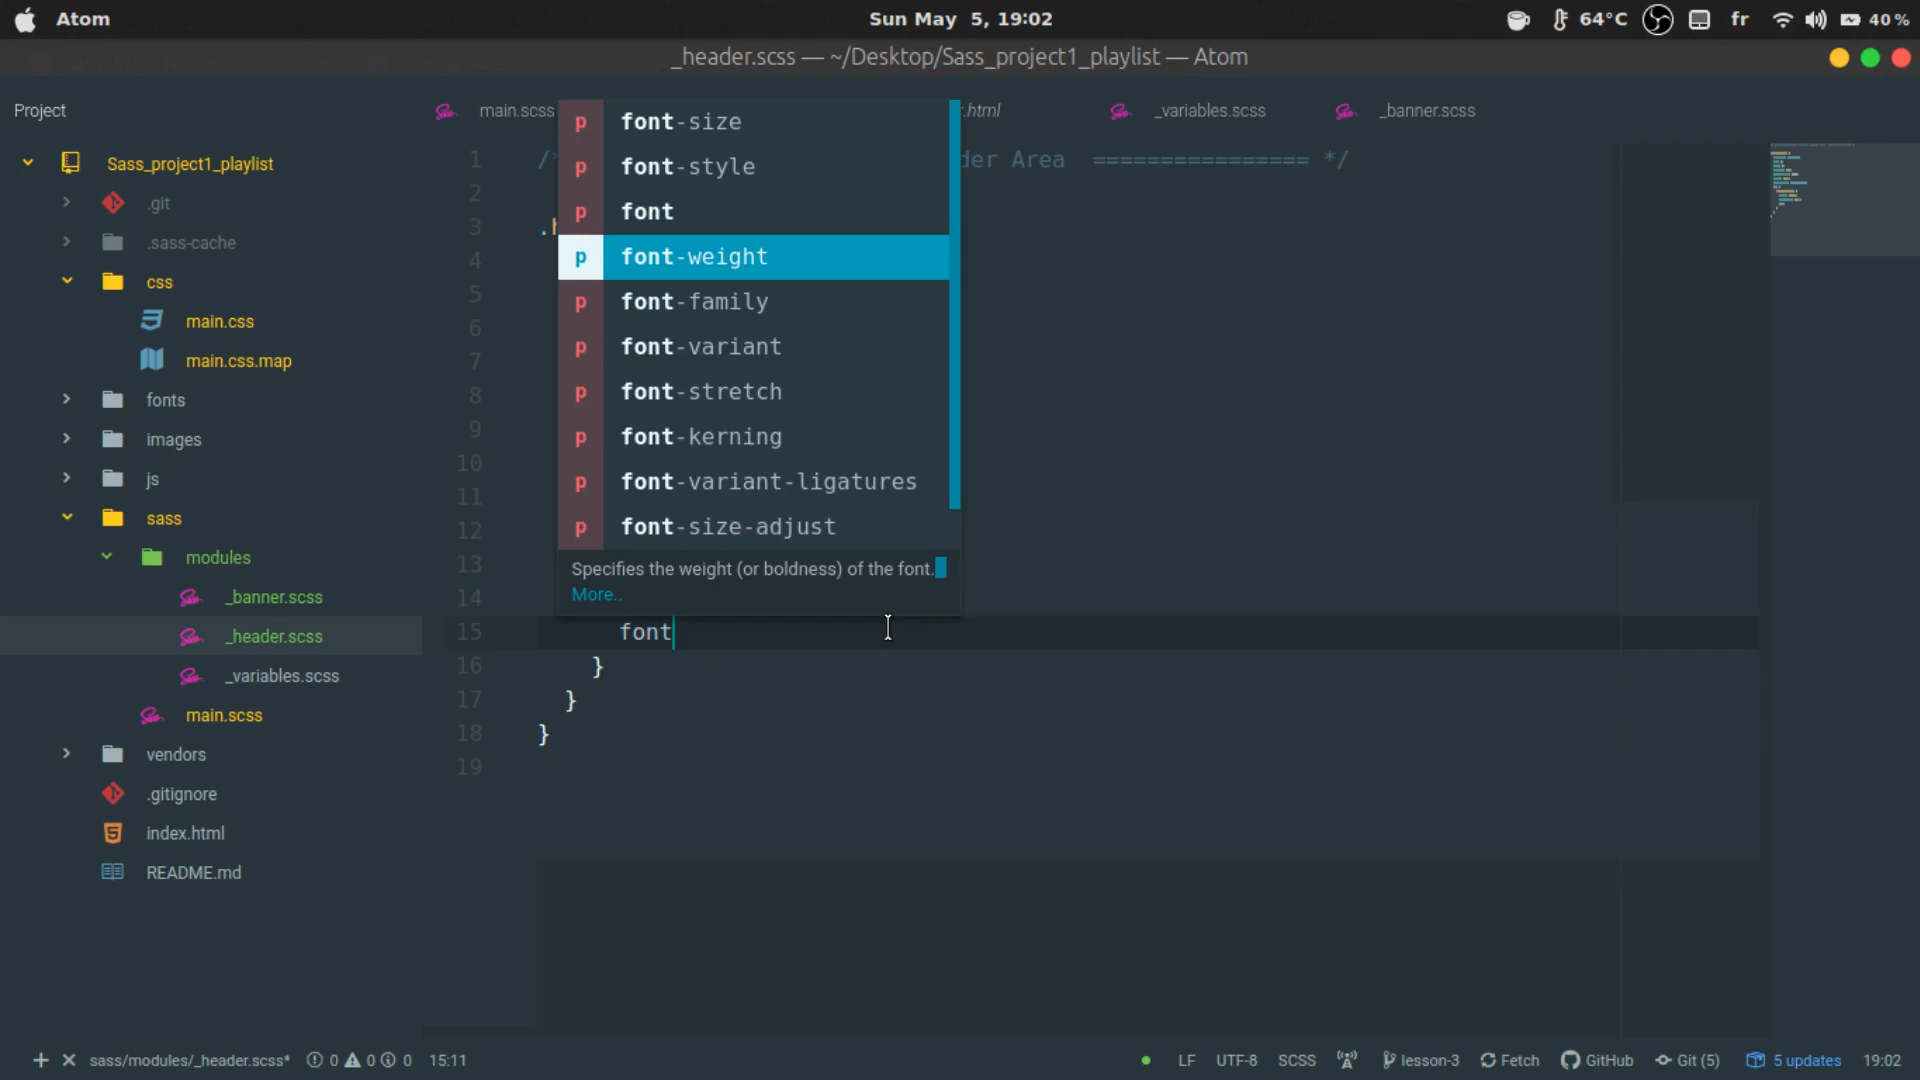 Atom
Sun May 5, 19:02
64°C
fr
40%
_header.scss — ~/Desktop/Sass_project1_playlist — Atom
Project
main.scss
.html
_variables.scss
_banner.scss
Sass_project1_playlist
.git
.sass-cache
css
main.css
main.css.map
fonts
images
js
sass
modules
_banner.scss
_header.scss
_variables.scss
main.scss
vendors
.gitignore
index.html
README.md
1 /* der Area ================ */
2
3 .h
4
5
6
7
8
9
10
11
12
13
14
15 font
16 }
17 }
18 }
19
p font-size
p font-style
p font
p font-weight
p font-family
p font-variant
p font-stretch
p font-kerning
p font-variant-ligatures
p font-size-adjust
Specifies the weight (or boldness) of the font.
More..
sass/modules/_header.scss* 0 0 0 15:11
LF UTF-8 SCSS lesson-3 Fetch GitHub Git (5) 5 updates 19:02